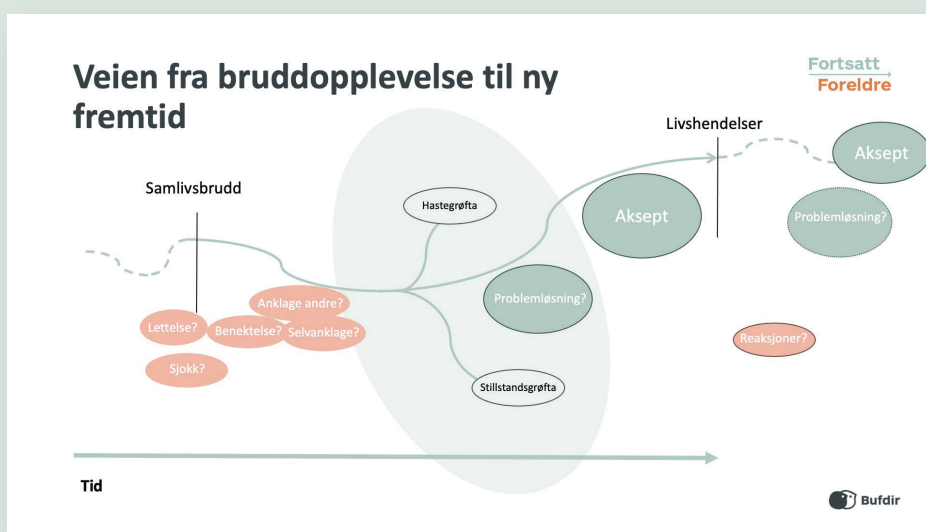 Veien fra bruddopplevelse til ny
fremtid
Fortsatt
Foreldre
Livshendelser
Aksept
Samlivsbrudd
Hastegrøfta
Aksept
Problemløsning?
Problemløsning?
Anklage andre?
Lettelse?
Benektelse?
Selvanklage?
Reaksjoner?
Sjokk?
Stillstandsgrøfta
Tid
Bufdir